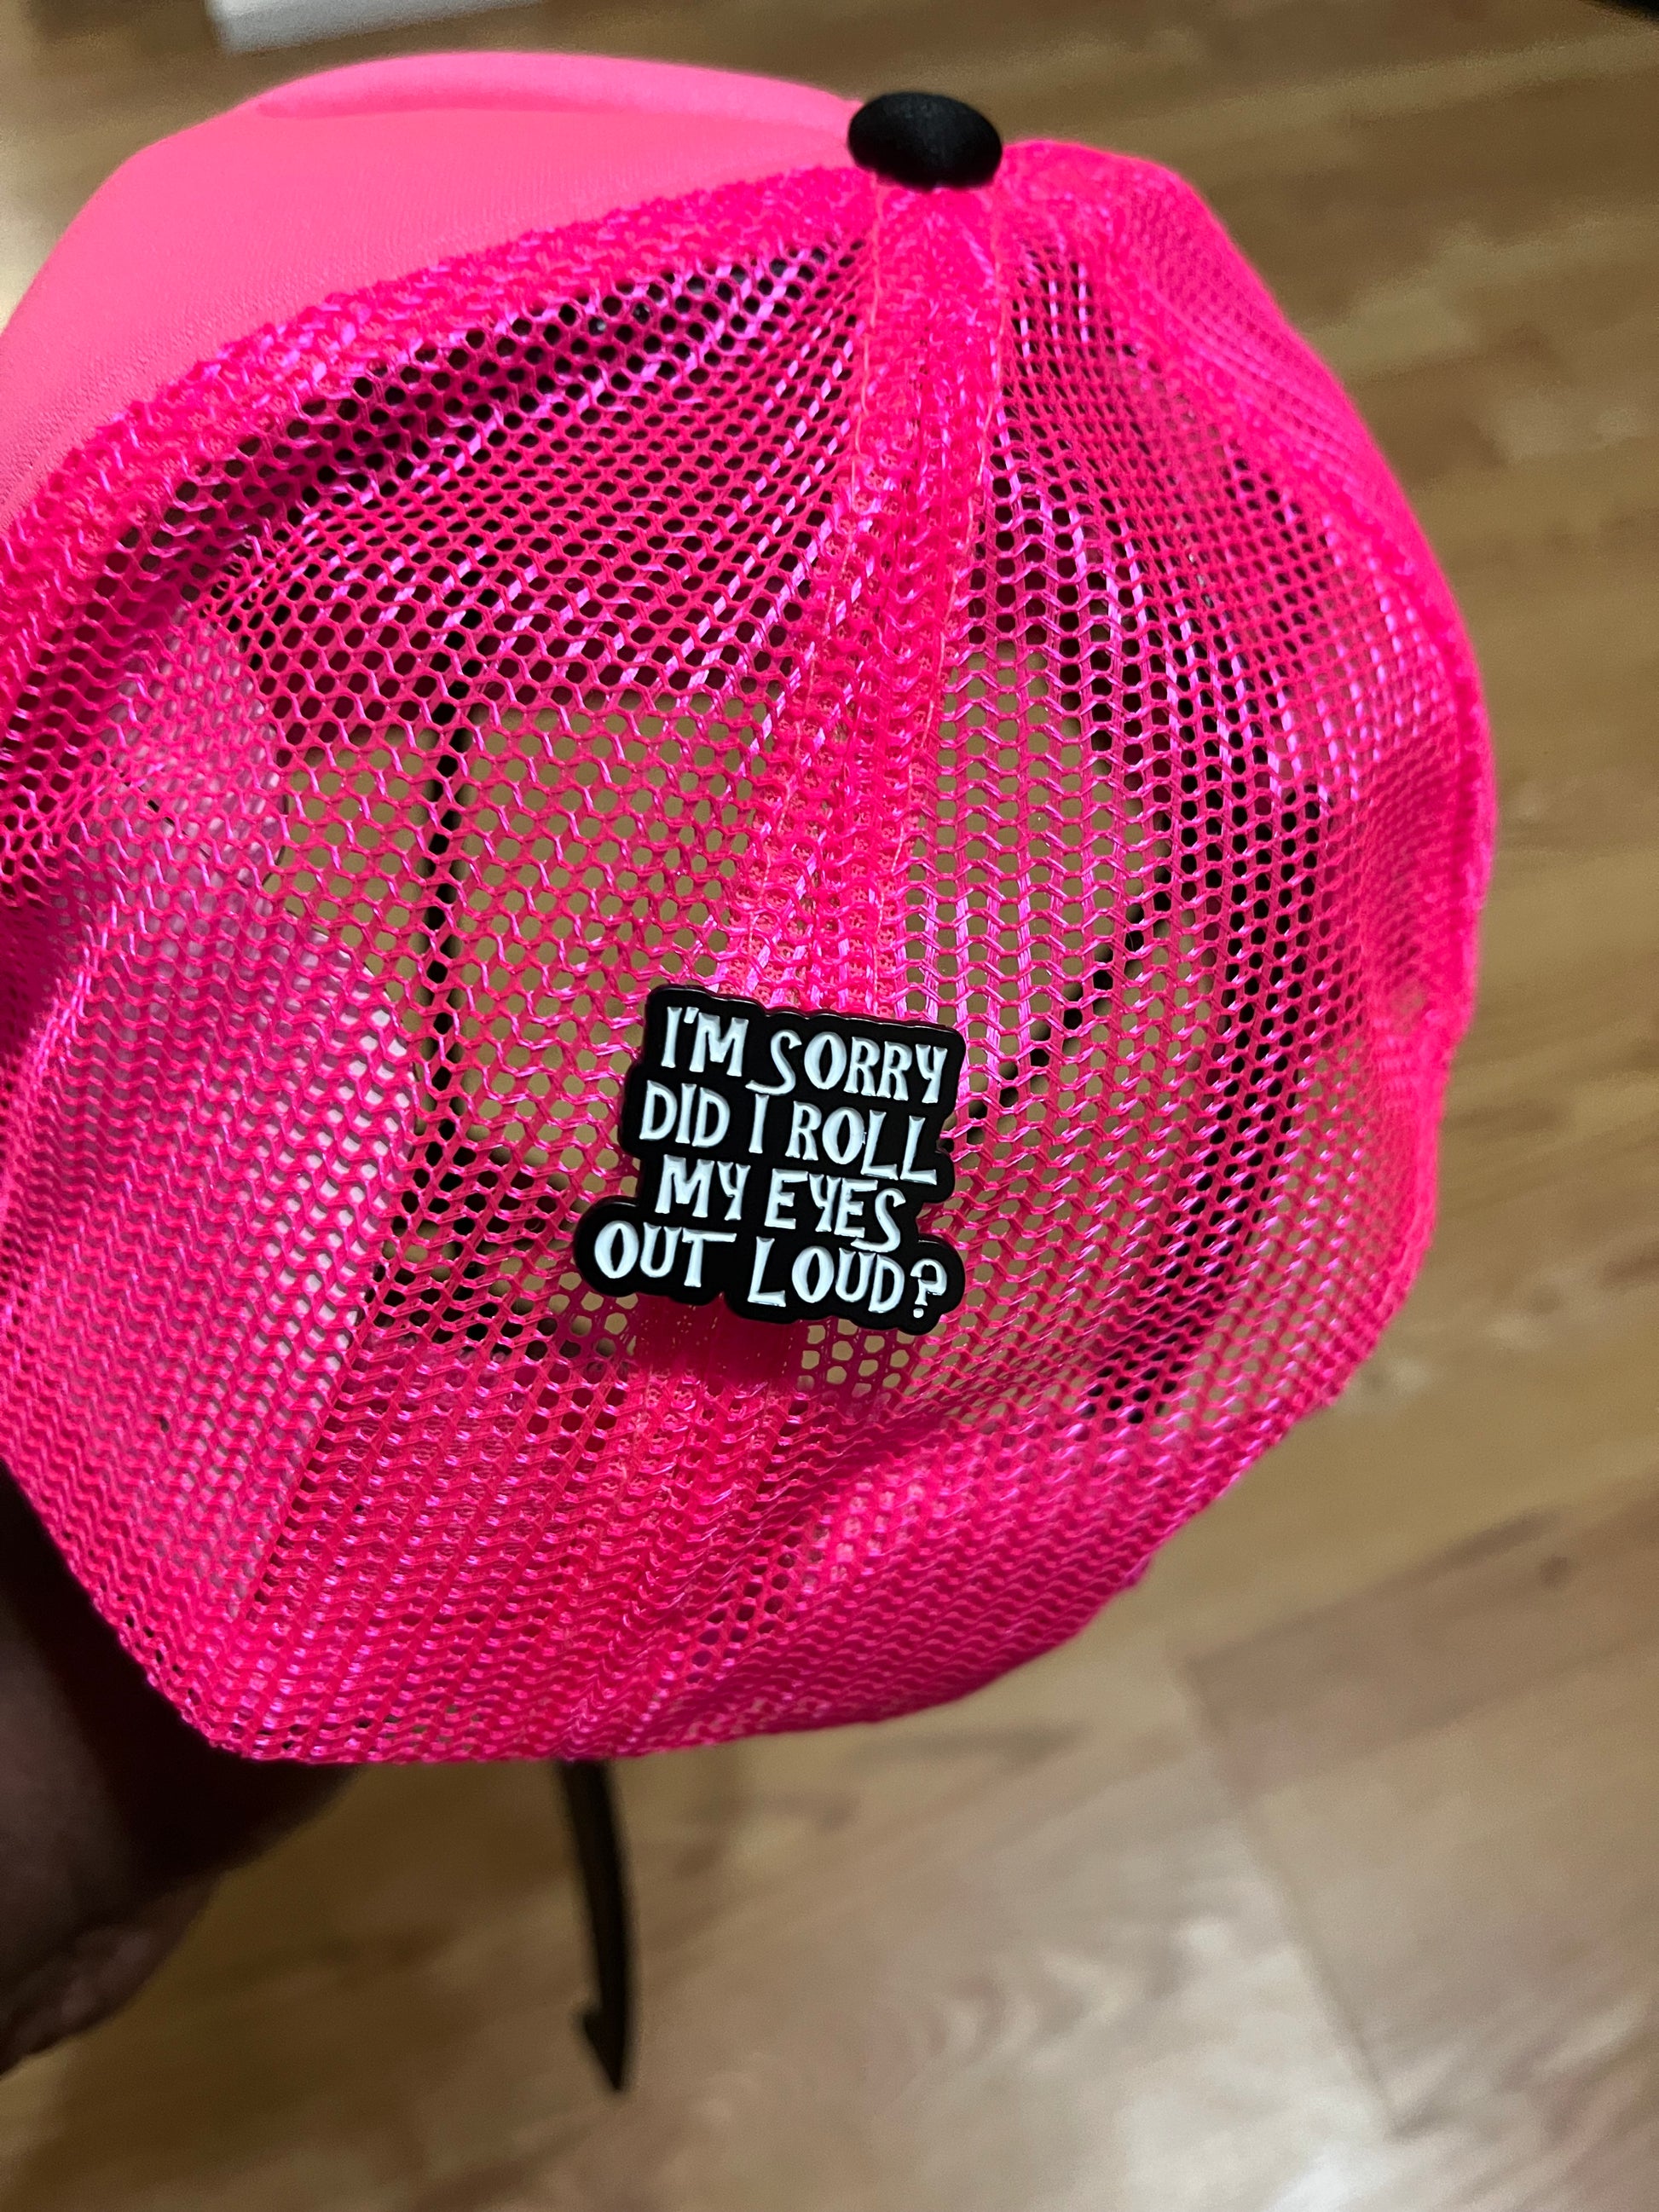 I'M SORRY
DID I ROLL
MY EYES
OUT LOUD?